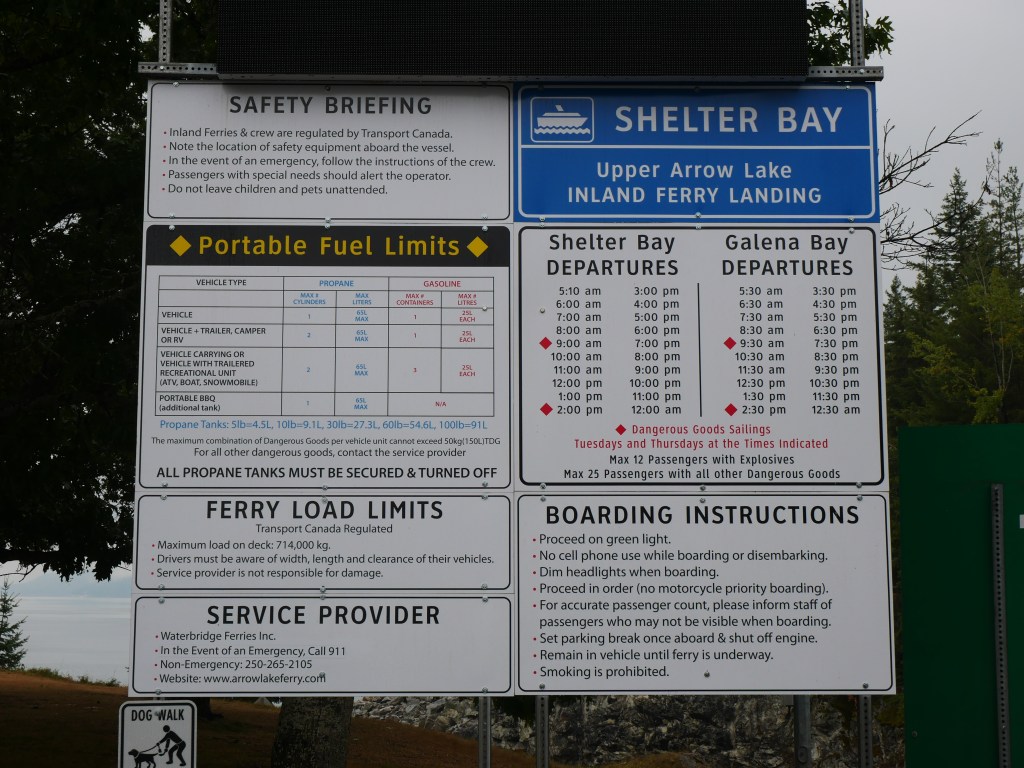 SAFETY BRIEFING
• Inland Ferries & crew are regulated by Transport Canada.
• Note the location of safety equipment aboard the vessel.
• In the event of an emergency, follow the instructions of the crew.
• Passengers with special needs should alert the operator.
• Do not leave children and pets unattended.
SHELTER BAY
Upper Arrow Lake
INLAND FERRY LANDING
Portable Fuel Limits
VEHICLE TYPE PROPANE GASOLINE
MAX # CYLINDERS MAX LITERS MAX # CONTAINERS MAX # LITRES
VEHICLE 1 65L MAX 1 25L EACH
VEHICLE + TRAILER, CAMPER OR RV 2 65L MAX 1 25L EACH
VEHICLE CARRYING OR
VEHICLE WITH TRAILERED
RECREATIONAL UNIT
(ATV, BOAT, SNOWMOBILE) 2 65L MAX 3 25L EACH
PORTABLE BBQ
(additional tank) 1 65L MAX N/A
Propane Tanks: 5lb=4.5L, 10lb=9.1L, 30lb=27.3L, 60lb=54.6L, 100lb=91L
The maximum combination of Dangerous Goods per vehicle unit cannot exceed 50kg(150L)TDG
For all other dangerous goods, contact the service provider
ALL PROPANE TANKS MUST BE SECURED & TURNED OFF
Shelter Bay
DEPARTURES
5:10 am 3:00 pm
6:00 am 4:00 pm
7:00 am 5:00 pm
8:00 am 6:00 pm
9:00 am 7:00 pm
10:00 am 8:00 pm
11:00 am 9:00 pm
12:00 pm 10:00 pm
1:00 pm 11:00 pm
2:00 pm 12:00 am
Galena Bay
DEPARTURES
5:30 am 3:30 pm
6:30 am 4:30 pm
7:30 am 5:30 pm
8:30 am 6:30 pm
9:30 am 7:30 pm
10:30 am 8:30 pm
11:30 am 9:30 pm
12:30 pm 10:30 pm
1:30 pm 11:30 pm
2:30 pm 12:30 am
Dangerous Goods Sailings
Tuesdays and Thursdays at the Times Indicated
Max 12 Passengers with Explosives
Max 25 Passengers with all other Dangerous Goods
FERRY LOAD LIMITS
Transport Canada Regulated
• Maximum load on deck: 714,000 kg.
• Drivers must be aware of width, length and clearance of their vehicles.
• Service provider is not responsible for damage.
SERVICE PROVIDER
• Waterbridge Ferries Inc.
• In the Event of an Emergency, Call 911
• Non-Emergency: 250-265-2105
• Website: www.arrowlakeferry.com
BOARDING INSTRUCTIONS
• Proceed on green light.
• No cell phone use while boarding or disembarking.
• Dim headlights when boarding.
• Proceed in order (no motorcycle priority boarding).
• For accurate passenger count, please inform staff of
passengers who may not be visible when boarding.
• Set parking break once aboard & shut off engine.
• Remain in vehicle until ferry is underway.
• Smoking is prohibited.
DOG WALK